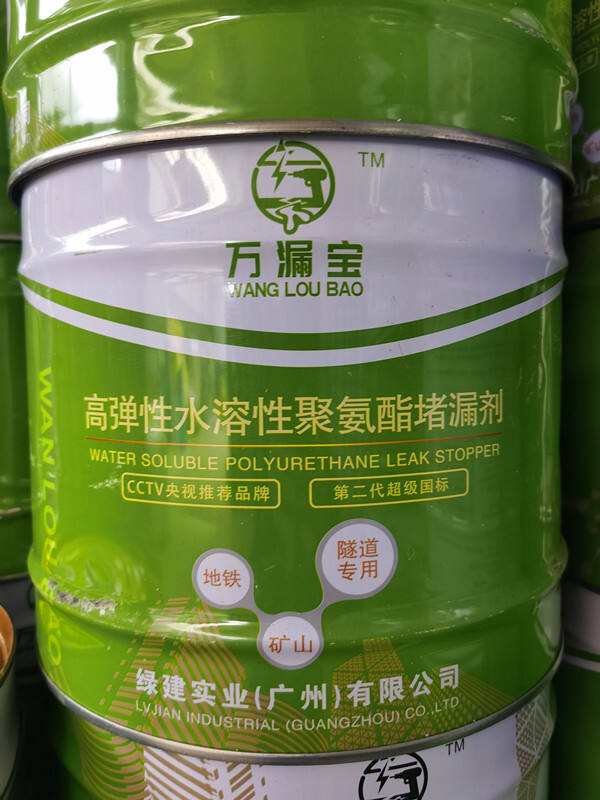 TM
万漏宝
WANG LOU BAO
高弹性水溶性聚氨酯堵漏剂
WATER SOLUBLE POLYURETHANE LEAK STOPPER
CCTV央视推荐品牌
第二代超级国标
地铁
隧道
专用
矿山
绿建实业(广州)有限公司
LVJIAN INDUSTRIAL (GUANGZHOU) CO.,LTD
WAN LOU BAO
TM